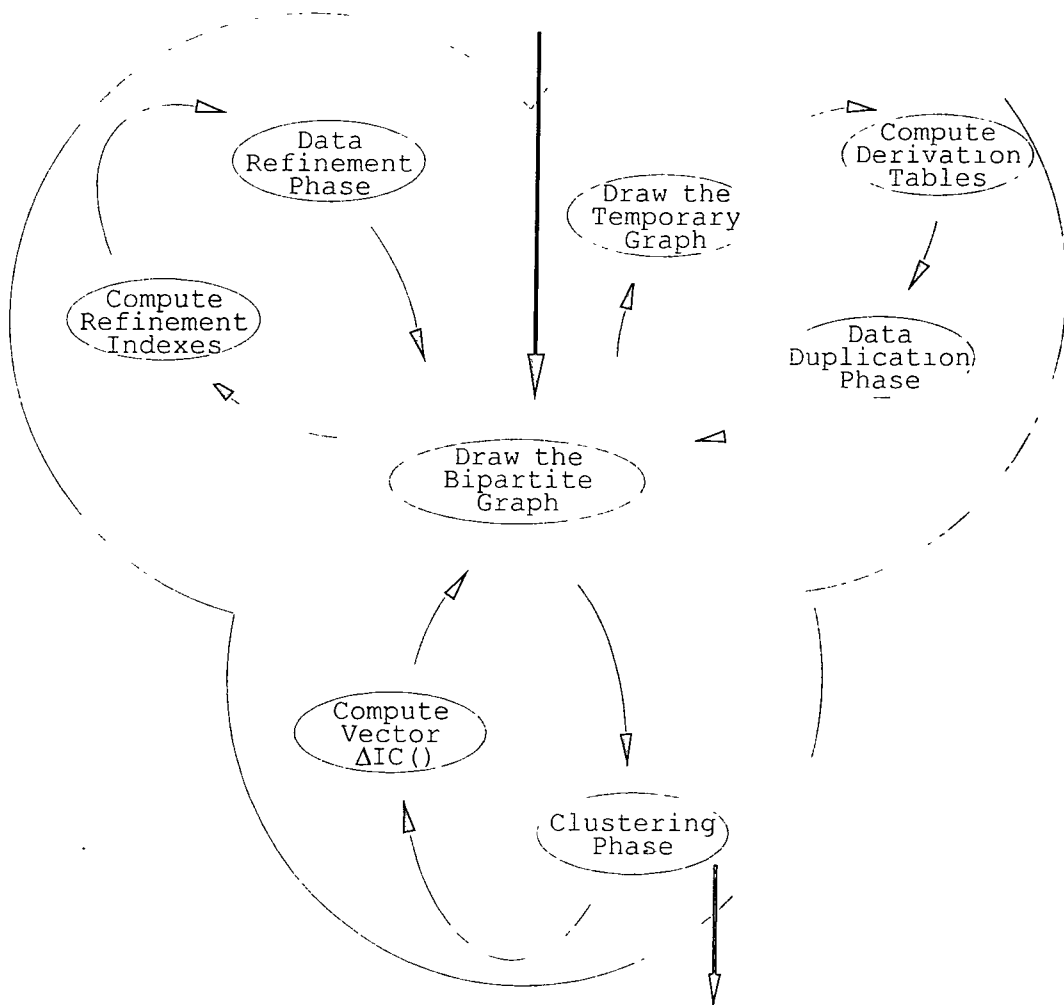 Data
Refinement
Phase
Compute
Derivation
Tables
Draw the
Temporary
Graph
Compute
Refinement
Indexes
Data
Duplication
Phase
Draw the
Bipartite
Graph
Compute
Vector
ΔIC()
Clustering
Phase